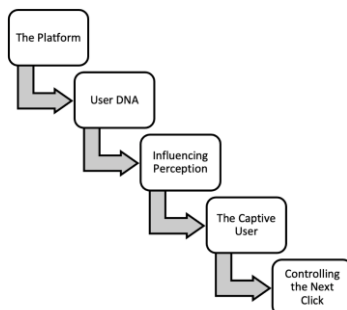 The Platform
User DNA
Influencing
Perception
The Captive
User
Controlling
the Next
Click